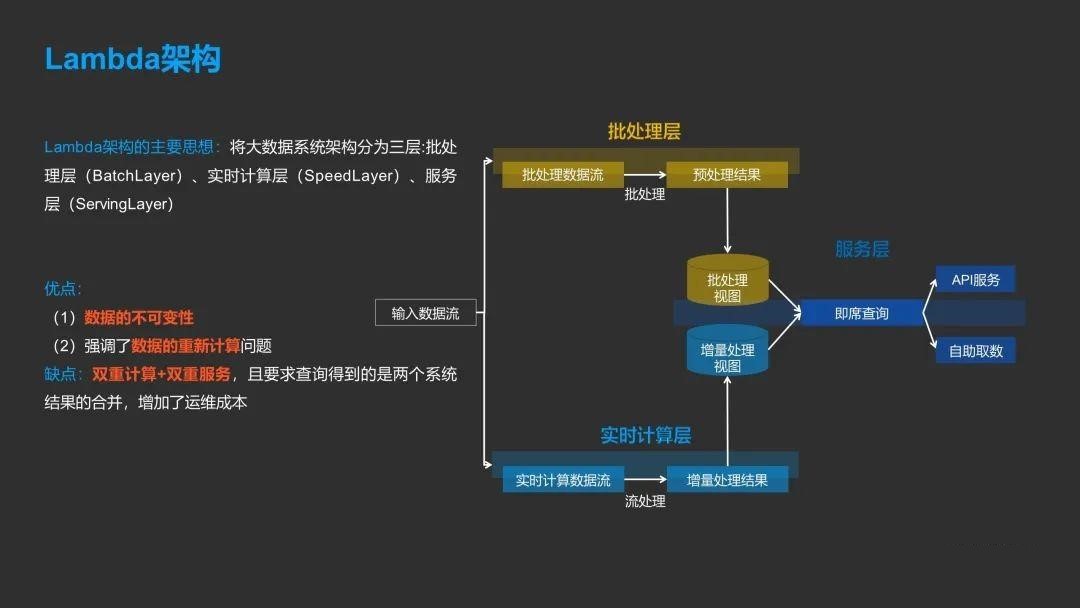 Lambda架构
Lambda架构的主要思想：将大数据系统架构分为三层:批处
理层（BatchLayer）、实时计算层（SpeedLayer）、服务
层（ServingLayer）
优点：
（1）数据的不可变性
（2）强调了数据的重新计算问题
缺点：双重计算+双重服务，且要求查询得到的是两个系统
结果的合并，增加了运维成本
输入数据流
批处理层
批处理数据流
批处理
预处理结果
批处理
视图
增量处理
视图
服务层
即席查询
API服务
自助取数
实时计算层
实时计算数据流
流处理
增量处理结果